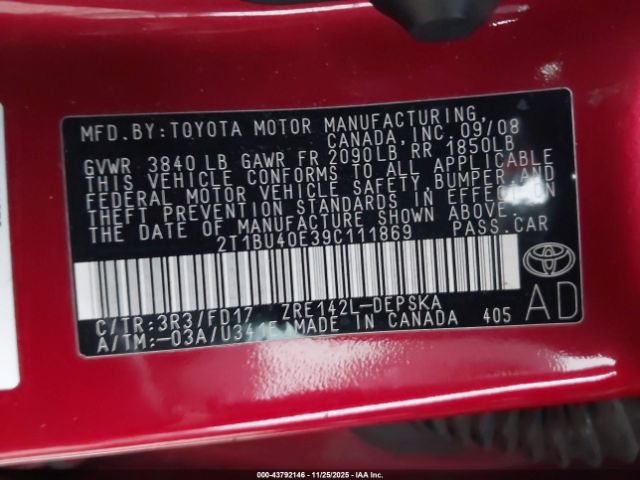 MFD.BY:TOYOTA MOTOR MANUFACTURING,
CANADA,INC.09/08
GVWR 3840 LB GAWR FR 2090LB RR 1850LB
THIS VEHICLE CONFORMS TO ALL APPLICABLE
FEDERAL MOTOR VEHICLE SAFETY,BUMPER,AND
THEFT PREVENTION STANDARDS IN EFFECT ON
THE DATE OF MANUFACTURE SHOWN ABOVE.
2T1BU40E39C111869 PASS.CAR
C/TR:3R3/FD17 ZRE142L-DEPSKA
A/TM:-03A/U341E MADE IN CANADA 405
AD
000-43792146 - 11/25/2025 - IAA Inc.